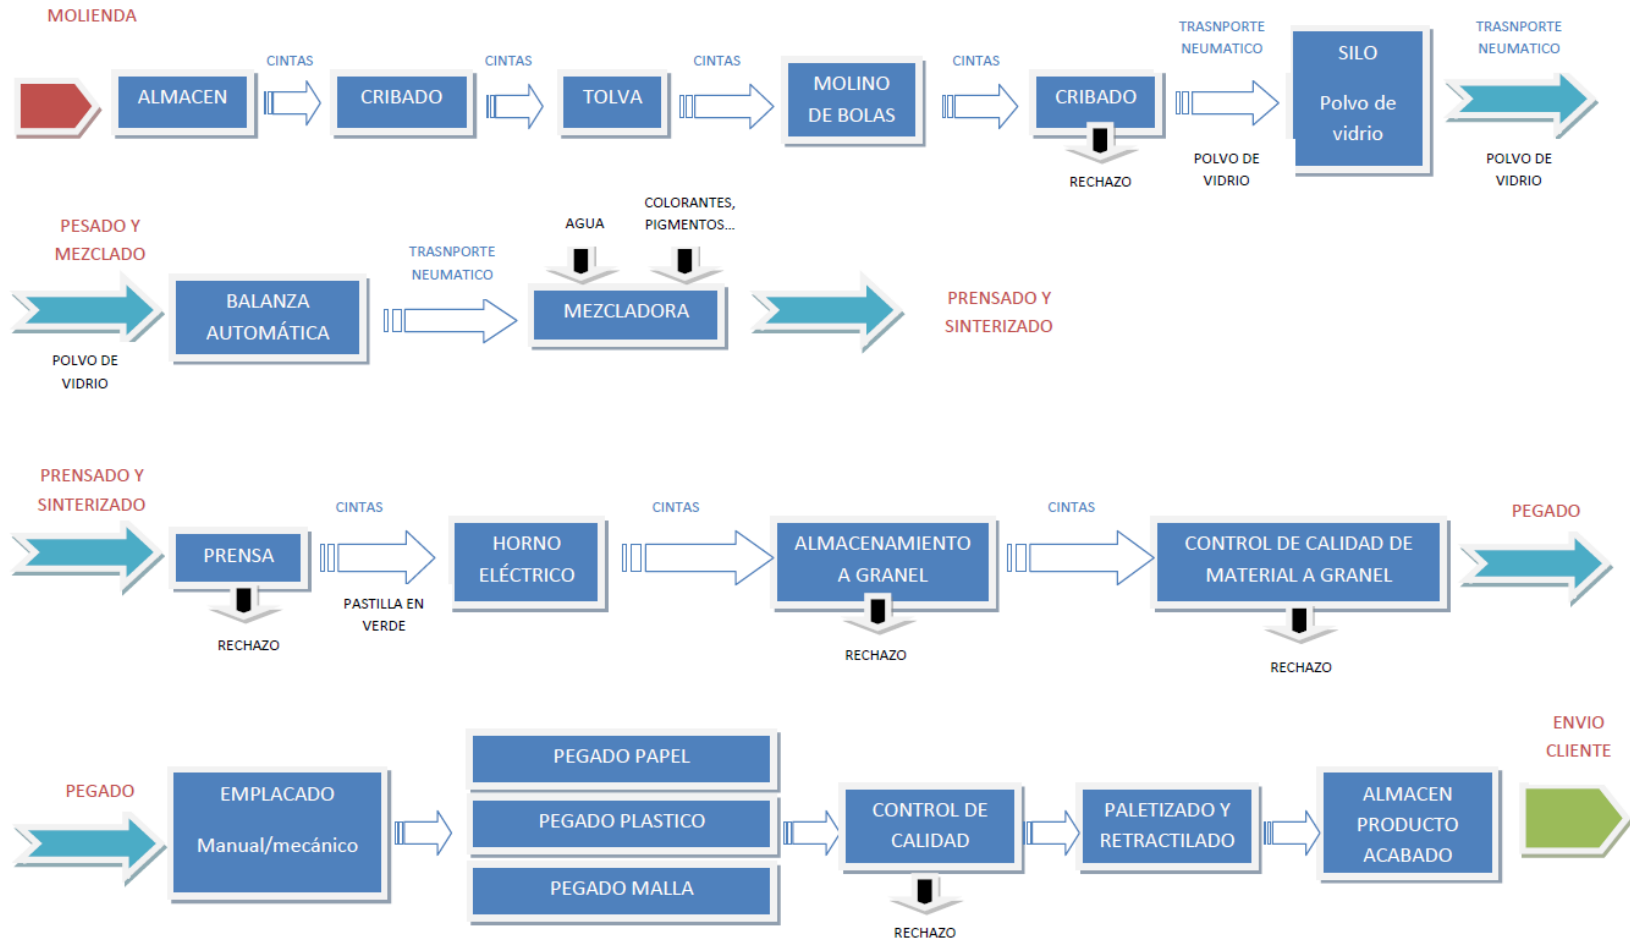 MOLIENDA
CINTAS
CINTAS
CINTAS
CINTAS
TRASNPORTE
NEUMATICO
TRASNPORTE
NEUMATICO
ALMACEN
CRIBADO
TOLVA
MOLINO
DE BOLAS
CRIBADO
SILO
Polvo de
vidrio
RECHAZO
POLVO DE
VIDRIO
POLVO DE
VIDRIO
PESADO Y
MEZCLADO
TRASNPORTE
NEUMATICO
AGUA
COLORANTES,
PIGMENTOS...
BALANZA
AUTOMÁTICA
MEZCLADORA
PRENSADO Y
SINTERIZADO
POLVO DE
VIDRIO
PRENSADO Y
SINTERIZADO
CINTAS
CINTAS
CINTAS
PEGADO
PRENSA
HORNO
ELÉCTRICO
ALMACENAMIENTO
A GRANEL
CONTROL DE CALIDAD DE
MATERIAL A GRANEL
RECHAZO
PASTILLA EN
VERDE
RECHAZO
RECHAZO
PEGADO
EMPLACADO
Manual/mecánico
PEGADO PAPEL
PEGADO PLASTICO
PEGADO MALLA
CONTROL DE
CALIDAD
PALETIZADO Y
RETRACTILADO
ALMACEN
PRODUCTO
ACABADO
ENVIO
CLIENTE
RECHAZO